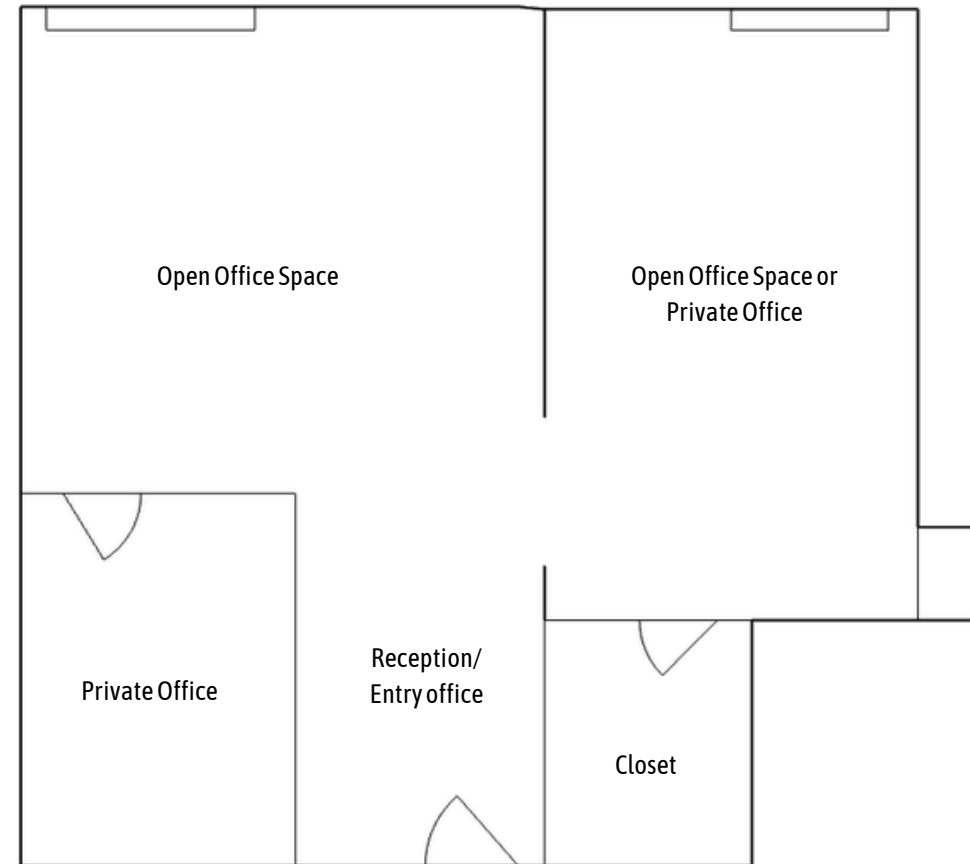 Open Office Space
Open Office Space or
Private Office
Private Office
Reception/
Entry office
Closet